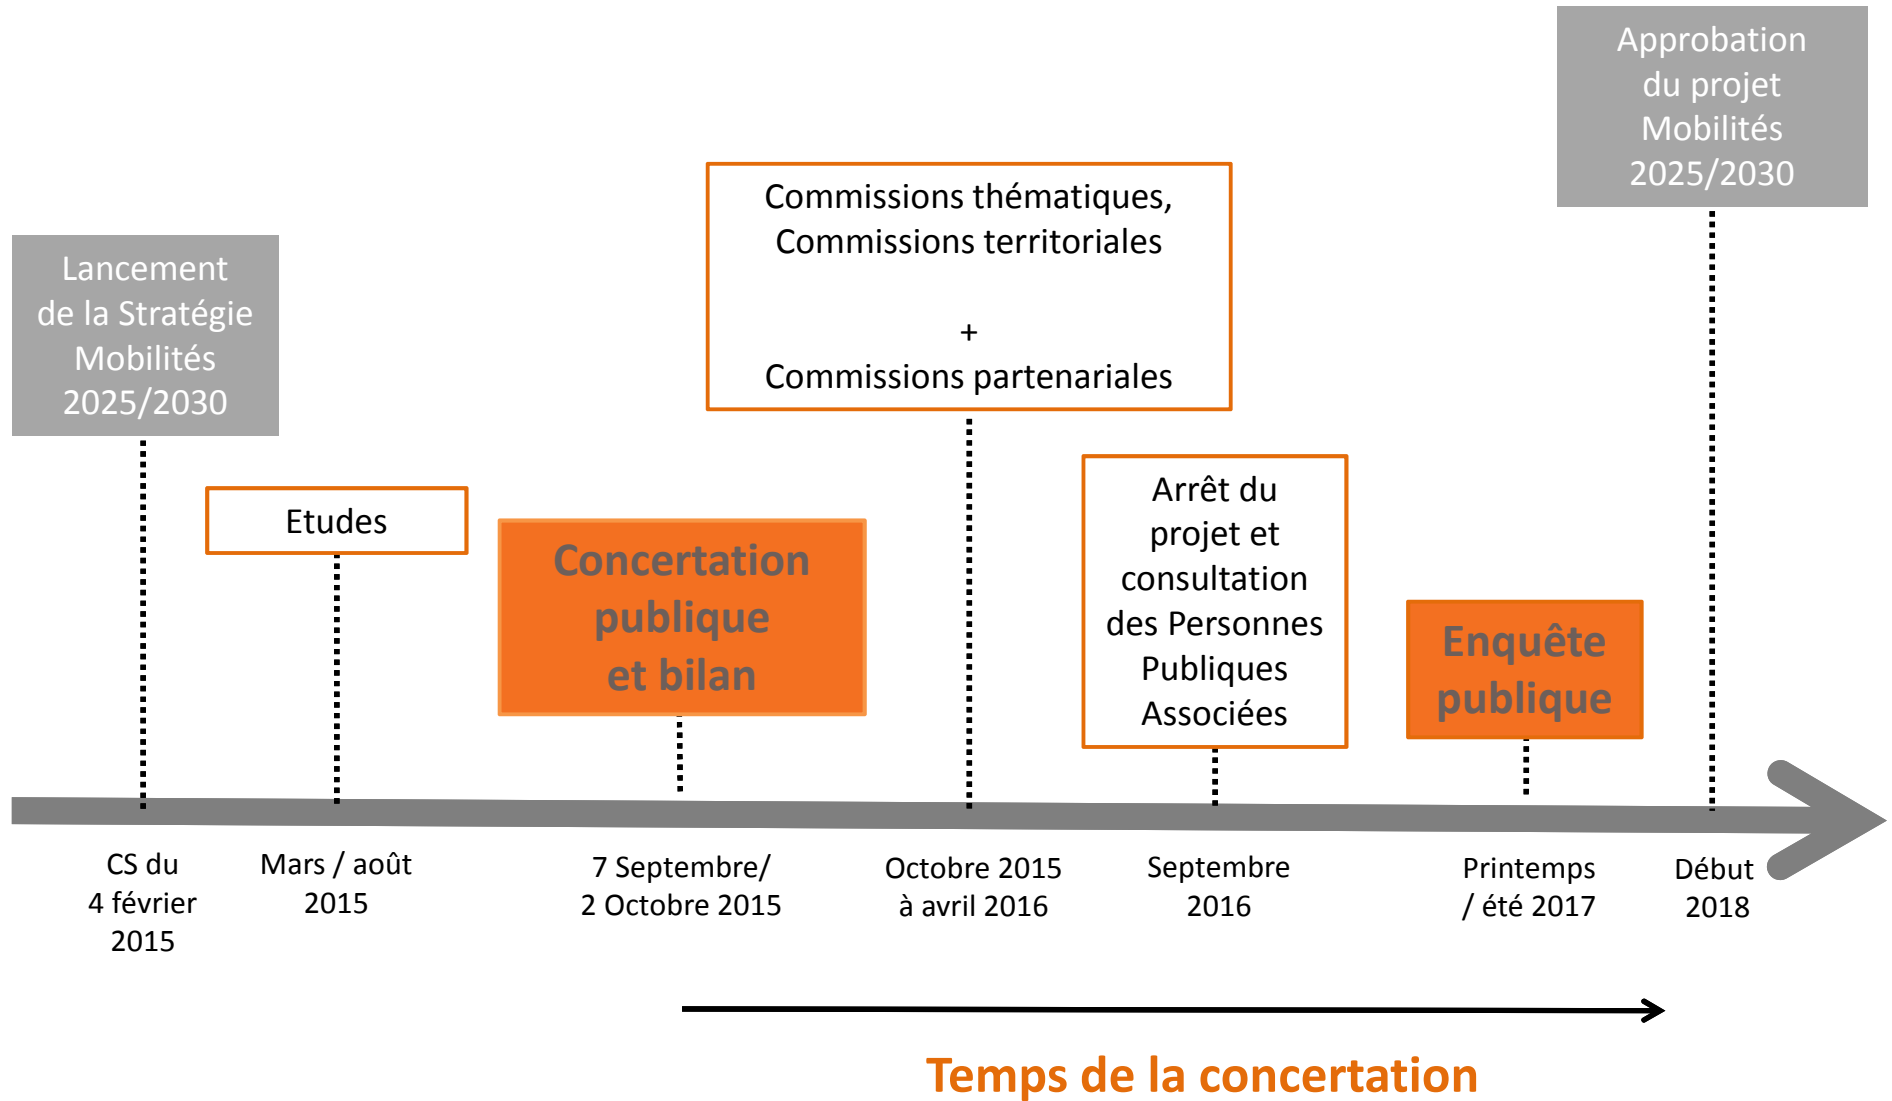 Lancement
de la Stratégie
Mobilités
2025/2030
Etudes
Concertation
publique
et bilan
Commissions thématiques,
Commissions territoriales
+
Commissions partenariales
Arrêt du
projet et
consultation
des Personnes
Publiques
Associées
Enquête
publique
Approbation
du projet
Mobilités
2025/2030
CS du
4 février
2015
Mars / août
2015
7 Septembre/
2 Octobre 2015
Octobre 2015
à avril 2016
Septembre
2016
Printemps
/ été 2017
Début
2018
Temps de la concertation